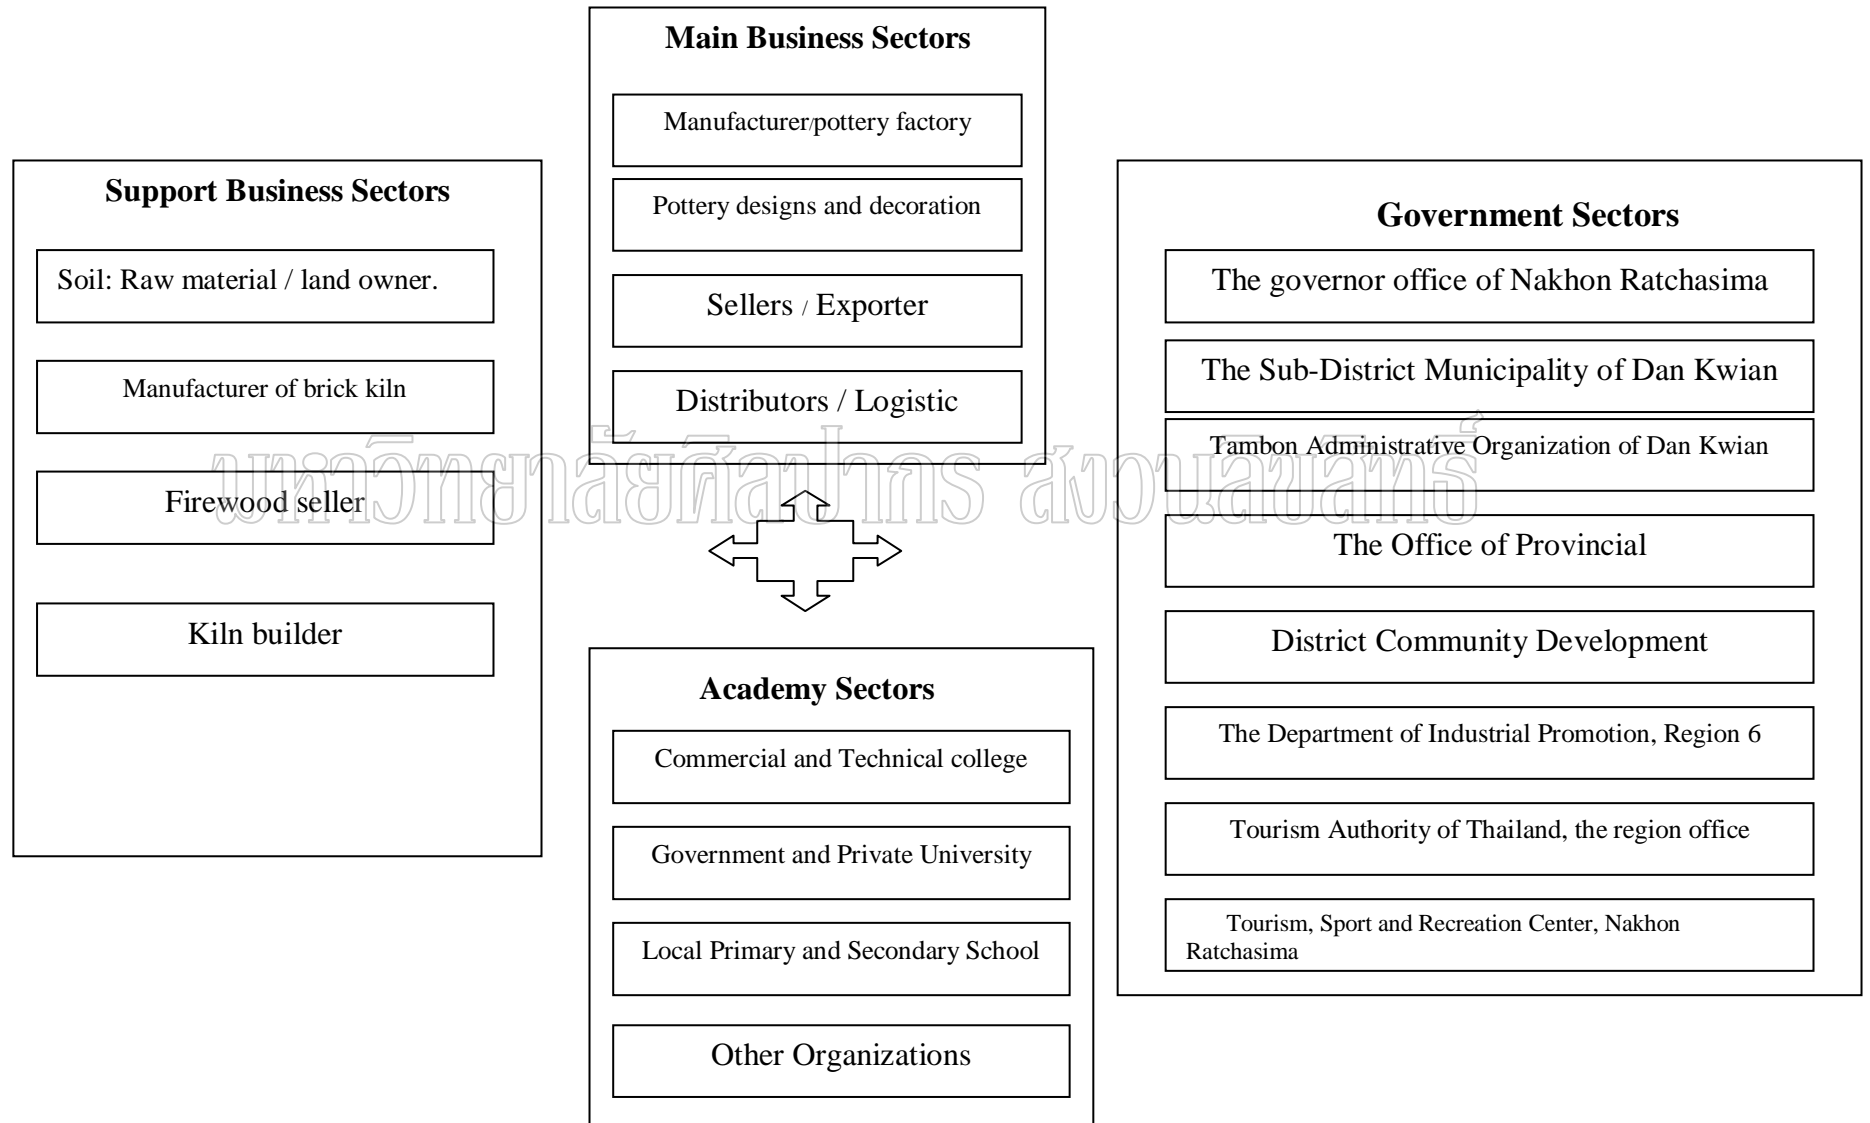 Main Business Sectors
Manufacturer/pottery factory
Pottery designs and decoration
Sellers / Exporter
Distributors / Logistic
Support Business Sectors
Soil: Raw material / land owner.
Manufacturer of brick kiln
Firewood seller
Kiln builder
Government Sectors
The governor office of Nakhon Ratchasima
The Sub-District Municipality of Dan Kwian
Tambon Administrative Organization of Dan Kwian
The Office of Provincial
District Community Development
The Department of Industrial Promotion, Region 6
Tourism Authority of Thailand, the region office
Tourism, Sport and Recreation Center, Nakhon
Ratchasima
Academy Sectors
Commercial and Technical college
Government and Private University
Local Primary and Secondary School
Other Organizations
มหาวิทยาลัยศิลปากร สงวนลิขสิทธิ์